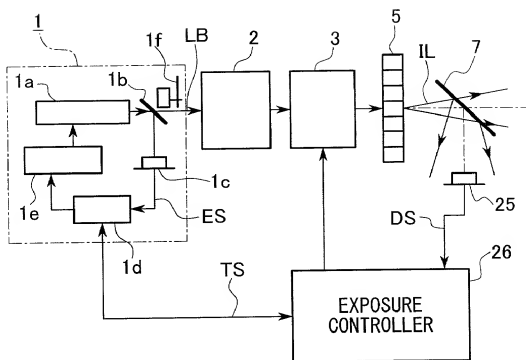 1
1f
LB
2
3
5
IL
7
1a
1b
1c
1e
ES
1d
25
DS
TS
26
EXPOSURE
CONTROLLER